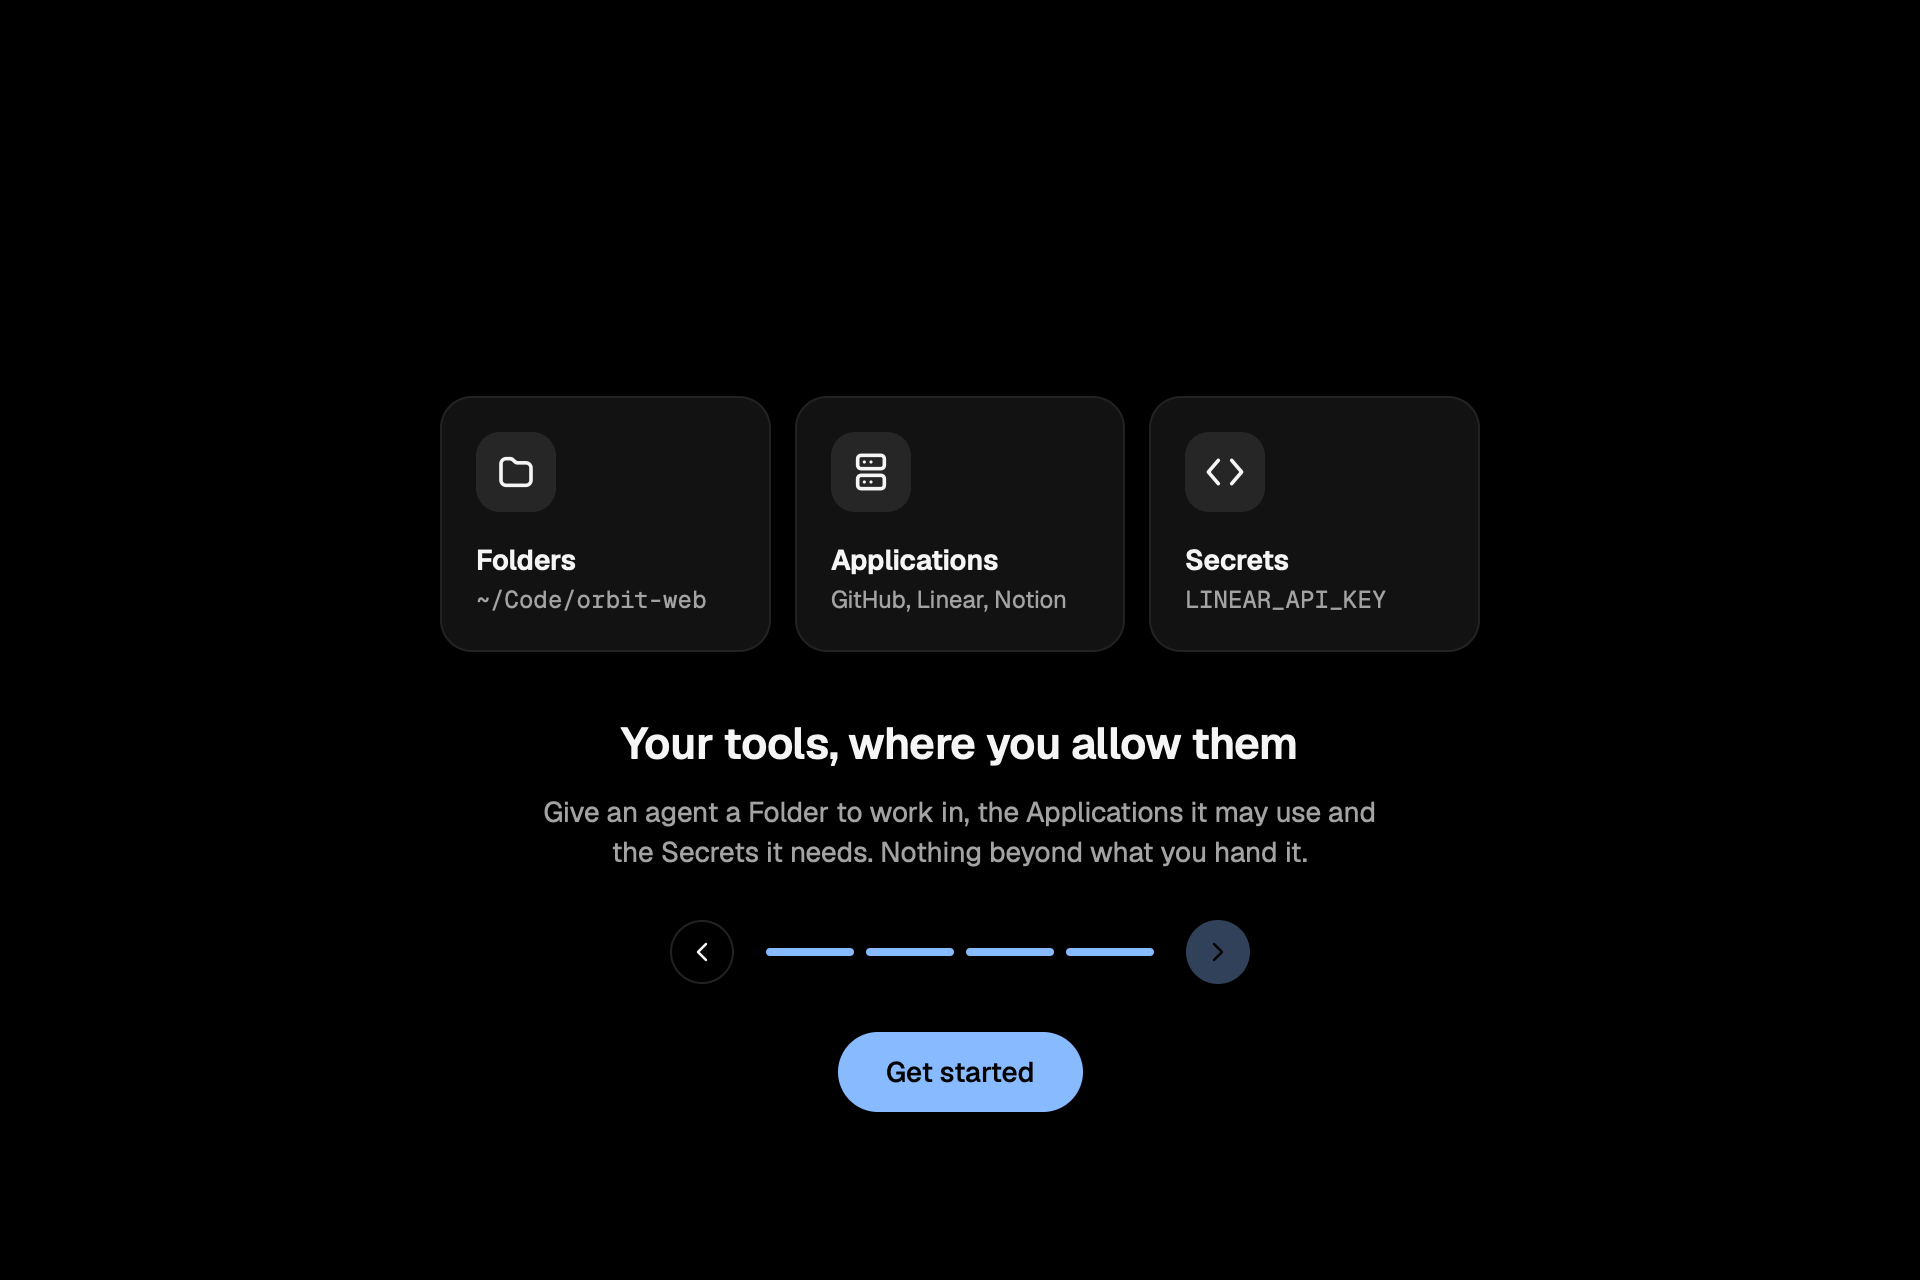 Folders
~/Code/orbit-web
Applications
GitHub, Linear, Notion
Secrets
LINEAR_API_KEY
Your tools, where you allow them
Give an agent a Folder to work in, the Applications it may use and
the Secrets it needs. Nothing beyond what you hand it.
Get started